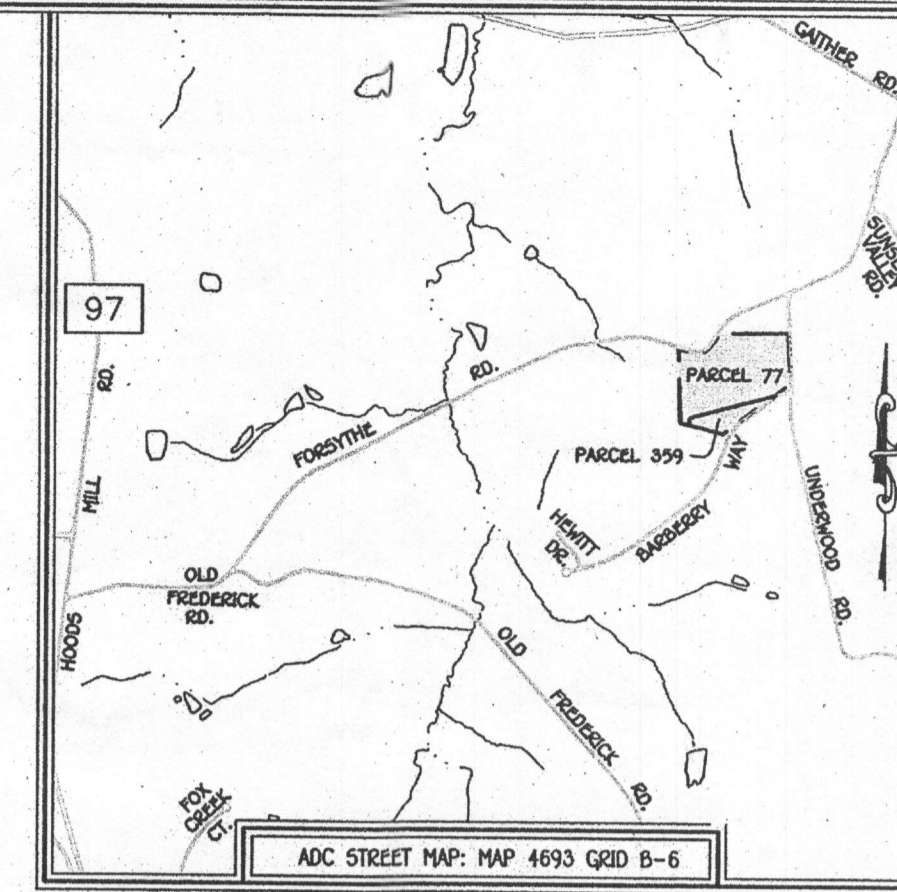 GAITHER RD.
SUNSET
VALLEY
RD.
97
RD.
RD.
PARCEL 77
FORSYTHE
PARCEL 359
WAY
MILL
HEWITT
DR.
BARBERRY
UNDERWOOD
OLD
FREDERICK
RD.
RD.
HOODS
OLD
FREDERICK
RD.
FOX
CREEK
CT.
ADC STREET MAP: MAP 4693 GRID B-6